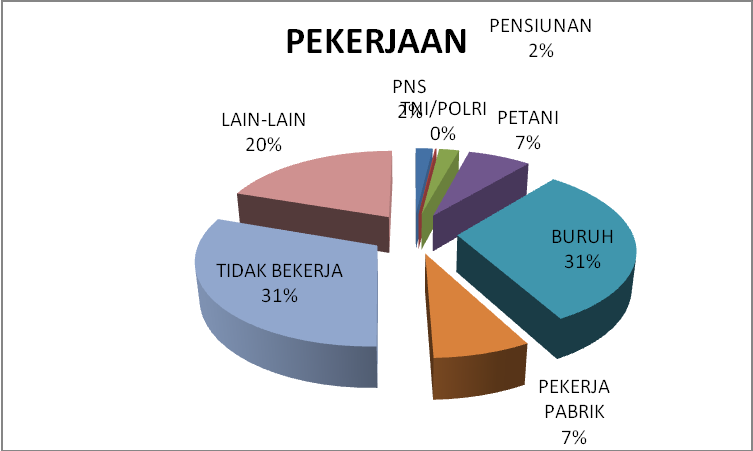 PEKERJAAN
PENSIUNAN
2%
PNS
2%
TNI/POLRI
0%
PETANI
7%
LAIN-LAIN
20%
BURUH
31%
TIDAK BEKERJA
31%
PEKERJA
PABRIK
7%